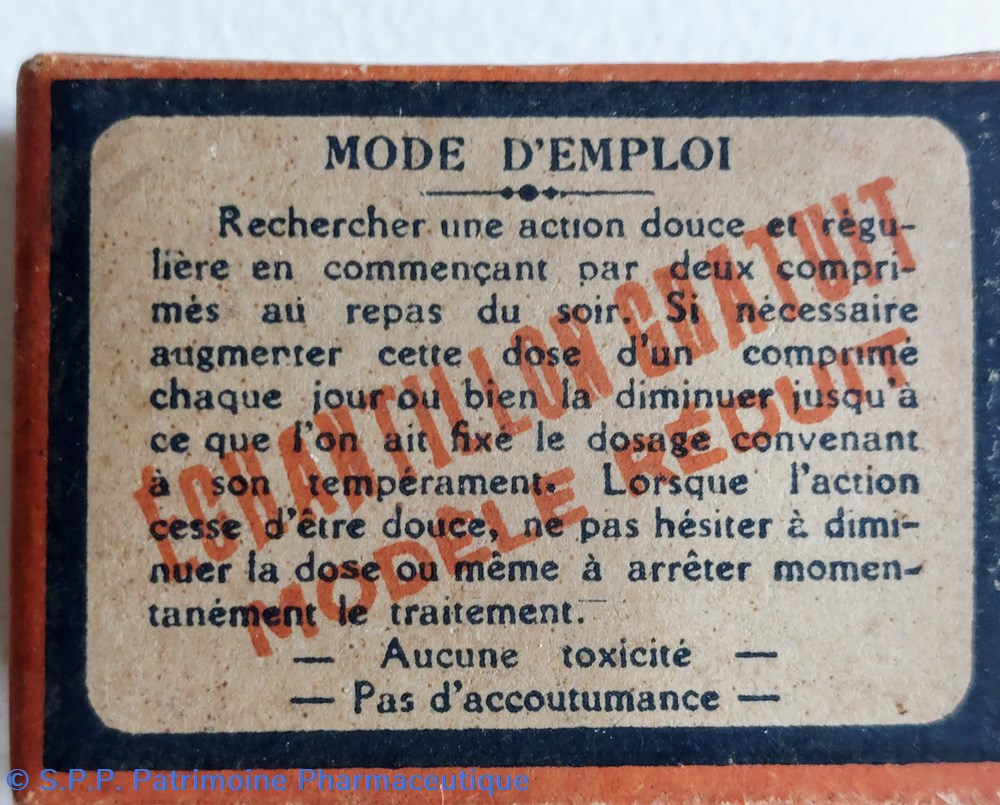 MODE D'EMPLOI
Rechercher une action douce et régu-
lière en commençant par deux compri-
més au repas du soir. Si nécessaire
augmenter cette dose d'un comprimé
chaque jour ou bien la diminuer jusqu'à
ce que l'on ait fixé le dosage convenant
à son tempérament. Lorsque l'action
cesse d'être douce, ne pas hésiter à dimi-
nuer la dose ou même à arrêter momen-
tanément le traitement.
— Aucune toxicité —
— Pas d'accoutumance —
ÉCHANTILLON GRATUIT
MODÈLE RÉDUIT
© S.P.P. Patrimoine Pharmaceutique